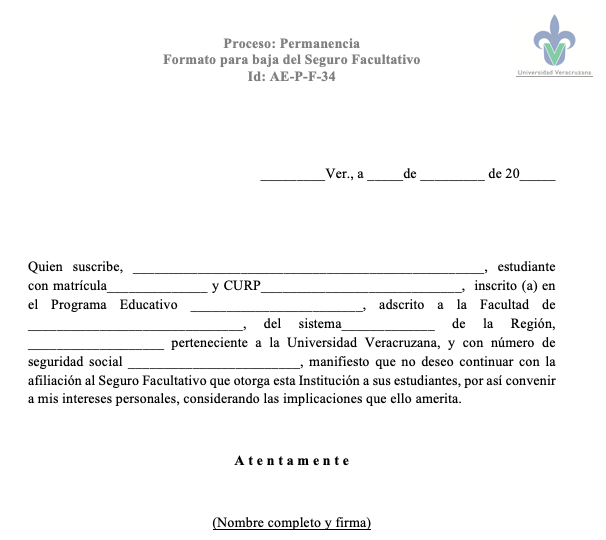 Proceso: Permanencia
Formato para baja del Seguro Facultativo
Id: AE-P-F-34
Universidad Veracruzana
_________Ver., a _____de _________ de 20_____
Quien suscribe, _________________________________________________, estudiante
con matrícula______________ y CURP____________________________, inscrito (a) en
el Programa Educativo ________________________, adscrito a la Facultad de
______________________________, del sistema_____________ de la Región,
___________________ perteneciente a la Universidad Veracruzana, y con número de
seguridad social ________________________, manifiesto que no deseo continuar con la
afiliación al Seguro Facultativo que otorga esta Institución a sus estudiantes, por así convenir
a mis intereses personales, considerando las implicaciones que ello amerita.
Atentamente
(Nombre completo y firma)